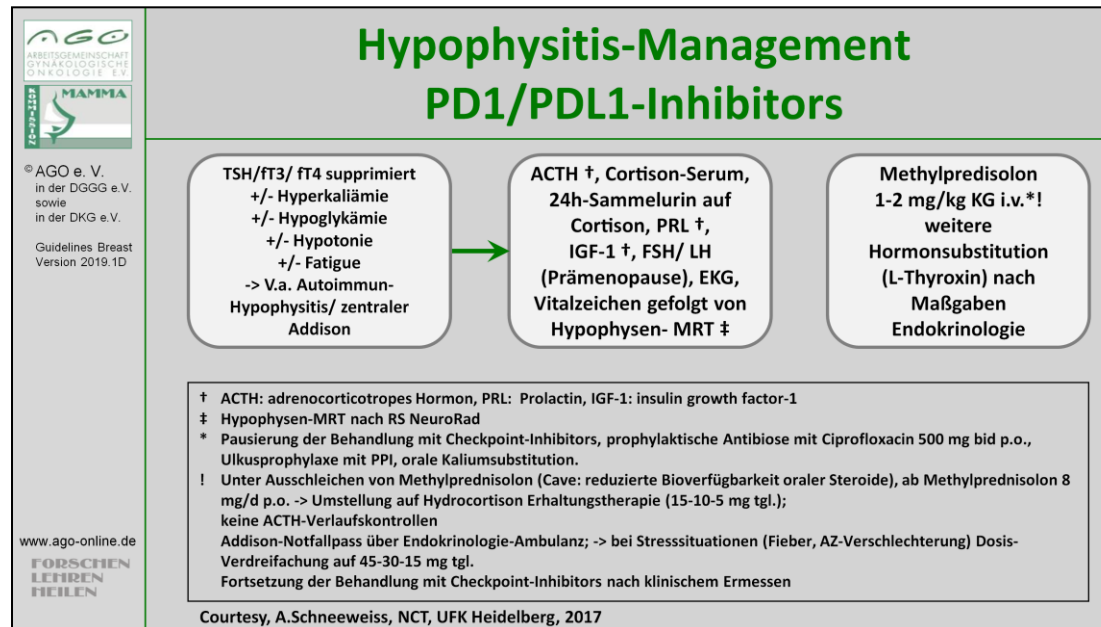 AGO
ARBEITSGEMEINSCHAFT
GYNÄKOLOGISCHE
ONKOLOGIE E.V.
KOMMISSION
MAMMA
© AGO e. V.
in der DGGG e.V.
sowie
in der DKG e.V.
Guidelines Breast
Version 2019.1D
www.ago-online.de
FORSCHEN
LEHREN
HEILEN
Hypophysitis-Management
PD1/PDL1-Inhibitors
TSH/fT3/ fT4 supprimiert
+/- Hyperkaliämie
+/- Hypoglykämie
+/- Hypotonie
+/- Fatigue
-> V.a. Autoimmun-
Hypophysitis/ zentraler
Addison
ACTH †, Cortison-Serum,
24h-Sammelurin auf
Cortison, PRL †,
IGF-1 †, FSH/ LH
(Prämenopause), EKG,
Vitalzeichen gefolgt von
Hypophysen- MRT ‡
Methylpredisolon
1-2 mg/kg KG i.v.*!
weitere
Hormonsubstitution
(L-Thyroxin) nach
Maßgaben
Endokrinologie
† ACTH: adrenocorticotropes Hormon, PRL: Prolactin, IGF-1: insulin growth factor-1
‡ Hypophysen-MRT nach RS NeuroRad
* Pausierung der Behandlung mit Checkpoint-Inhibitors, prophylaktische Antibiose mit Ciprofloxacin 500 mg bid p.o.,
Ulkusprophylaxe mit PPI, orale Kaliumsubstitution.
! Unter Ausschleichen von Methylprednisolon (Cave: reduzierte Bioverfügbarkeit oraler Steroide), ab Methylprednisolon 8
mg/d p.o. -> Umstellung auf Hydrocortison Erhaltungstherapie (15-10-5 mg tgl.);
keine ACTH-Verlaufskontrollen
Addison-Notfallpass über Endokrinologie-Ambulanz; -> bei Stresssituationen (Fieber, AZ-Verschlechterung) Dosis-
Verdreifachung auf 45-30-15 mg tgl.
Fortsetzung der Behandlung mit Checkpoint-Inhibitors nach klinischem Ermessen
Courtesy, A.Schneeweiss, NCT, UFK Heidelberg, 2017